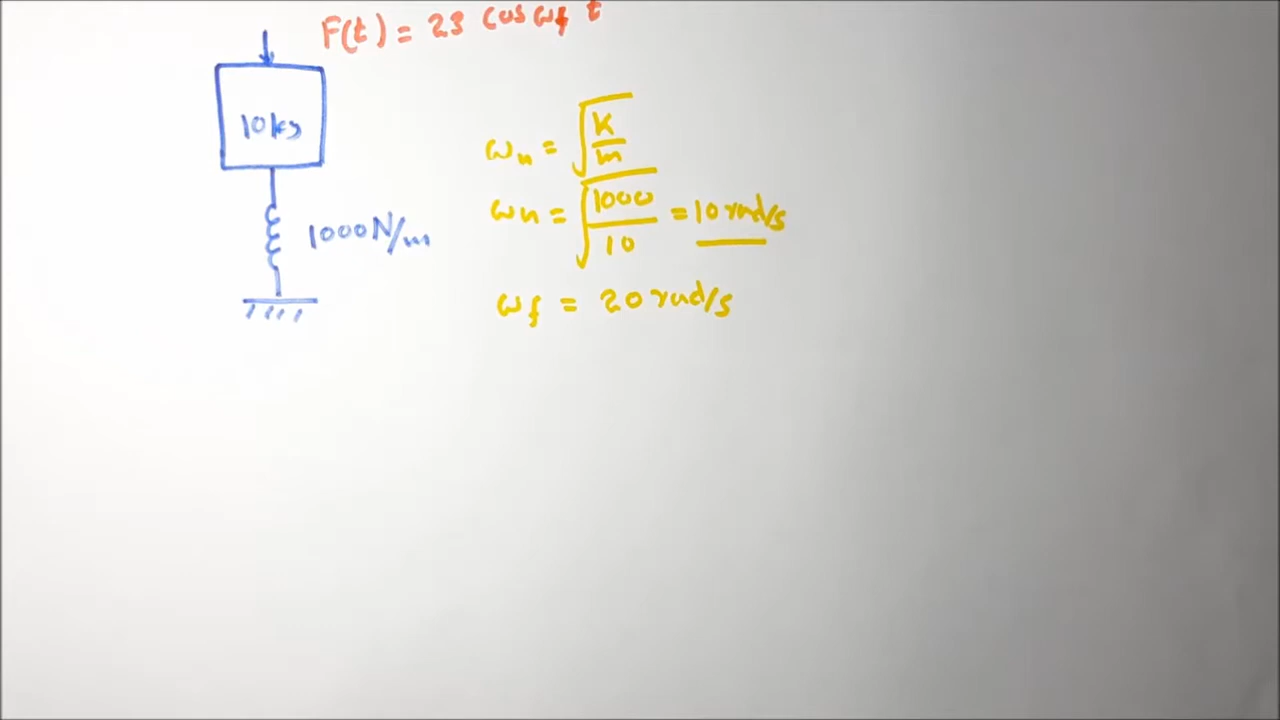 F(t) = 23 cos ωf t
10kg
1000N/m
ωn = √K/m
ωn = √1000/10 = 10 rad/s
ωf = 20 rad/s